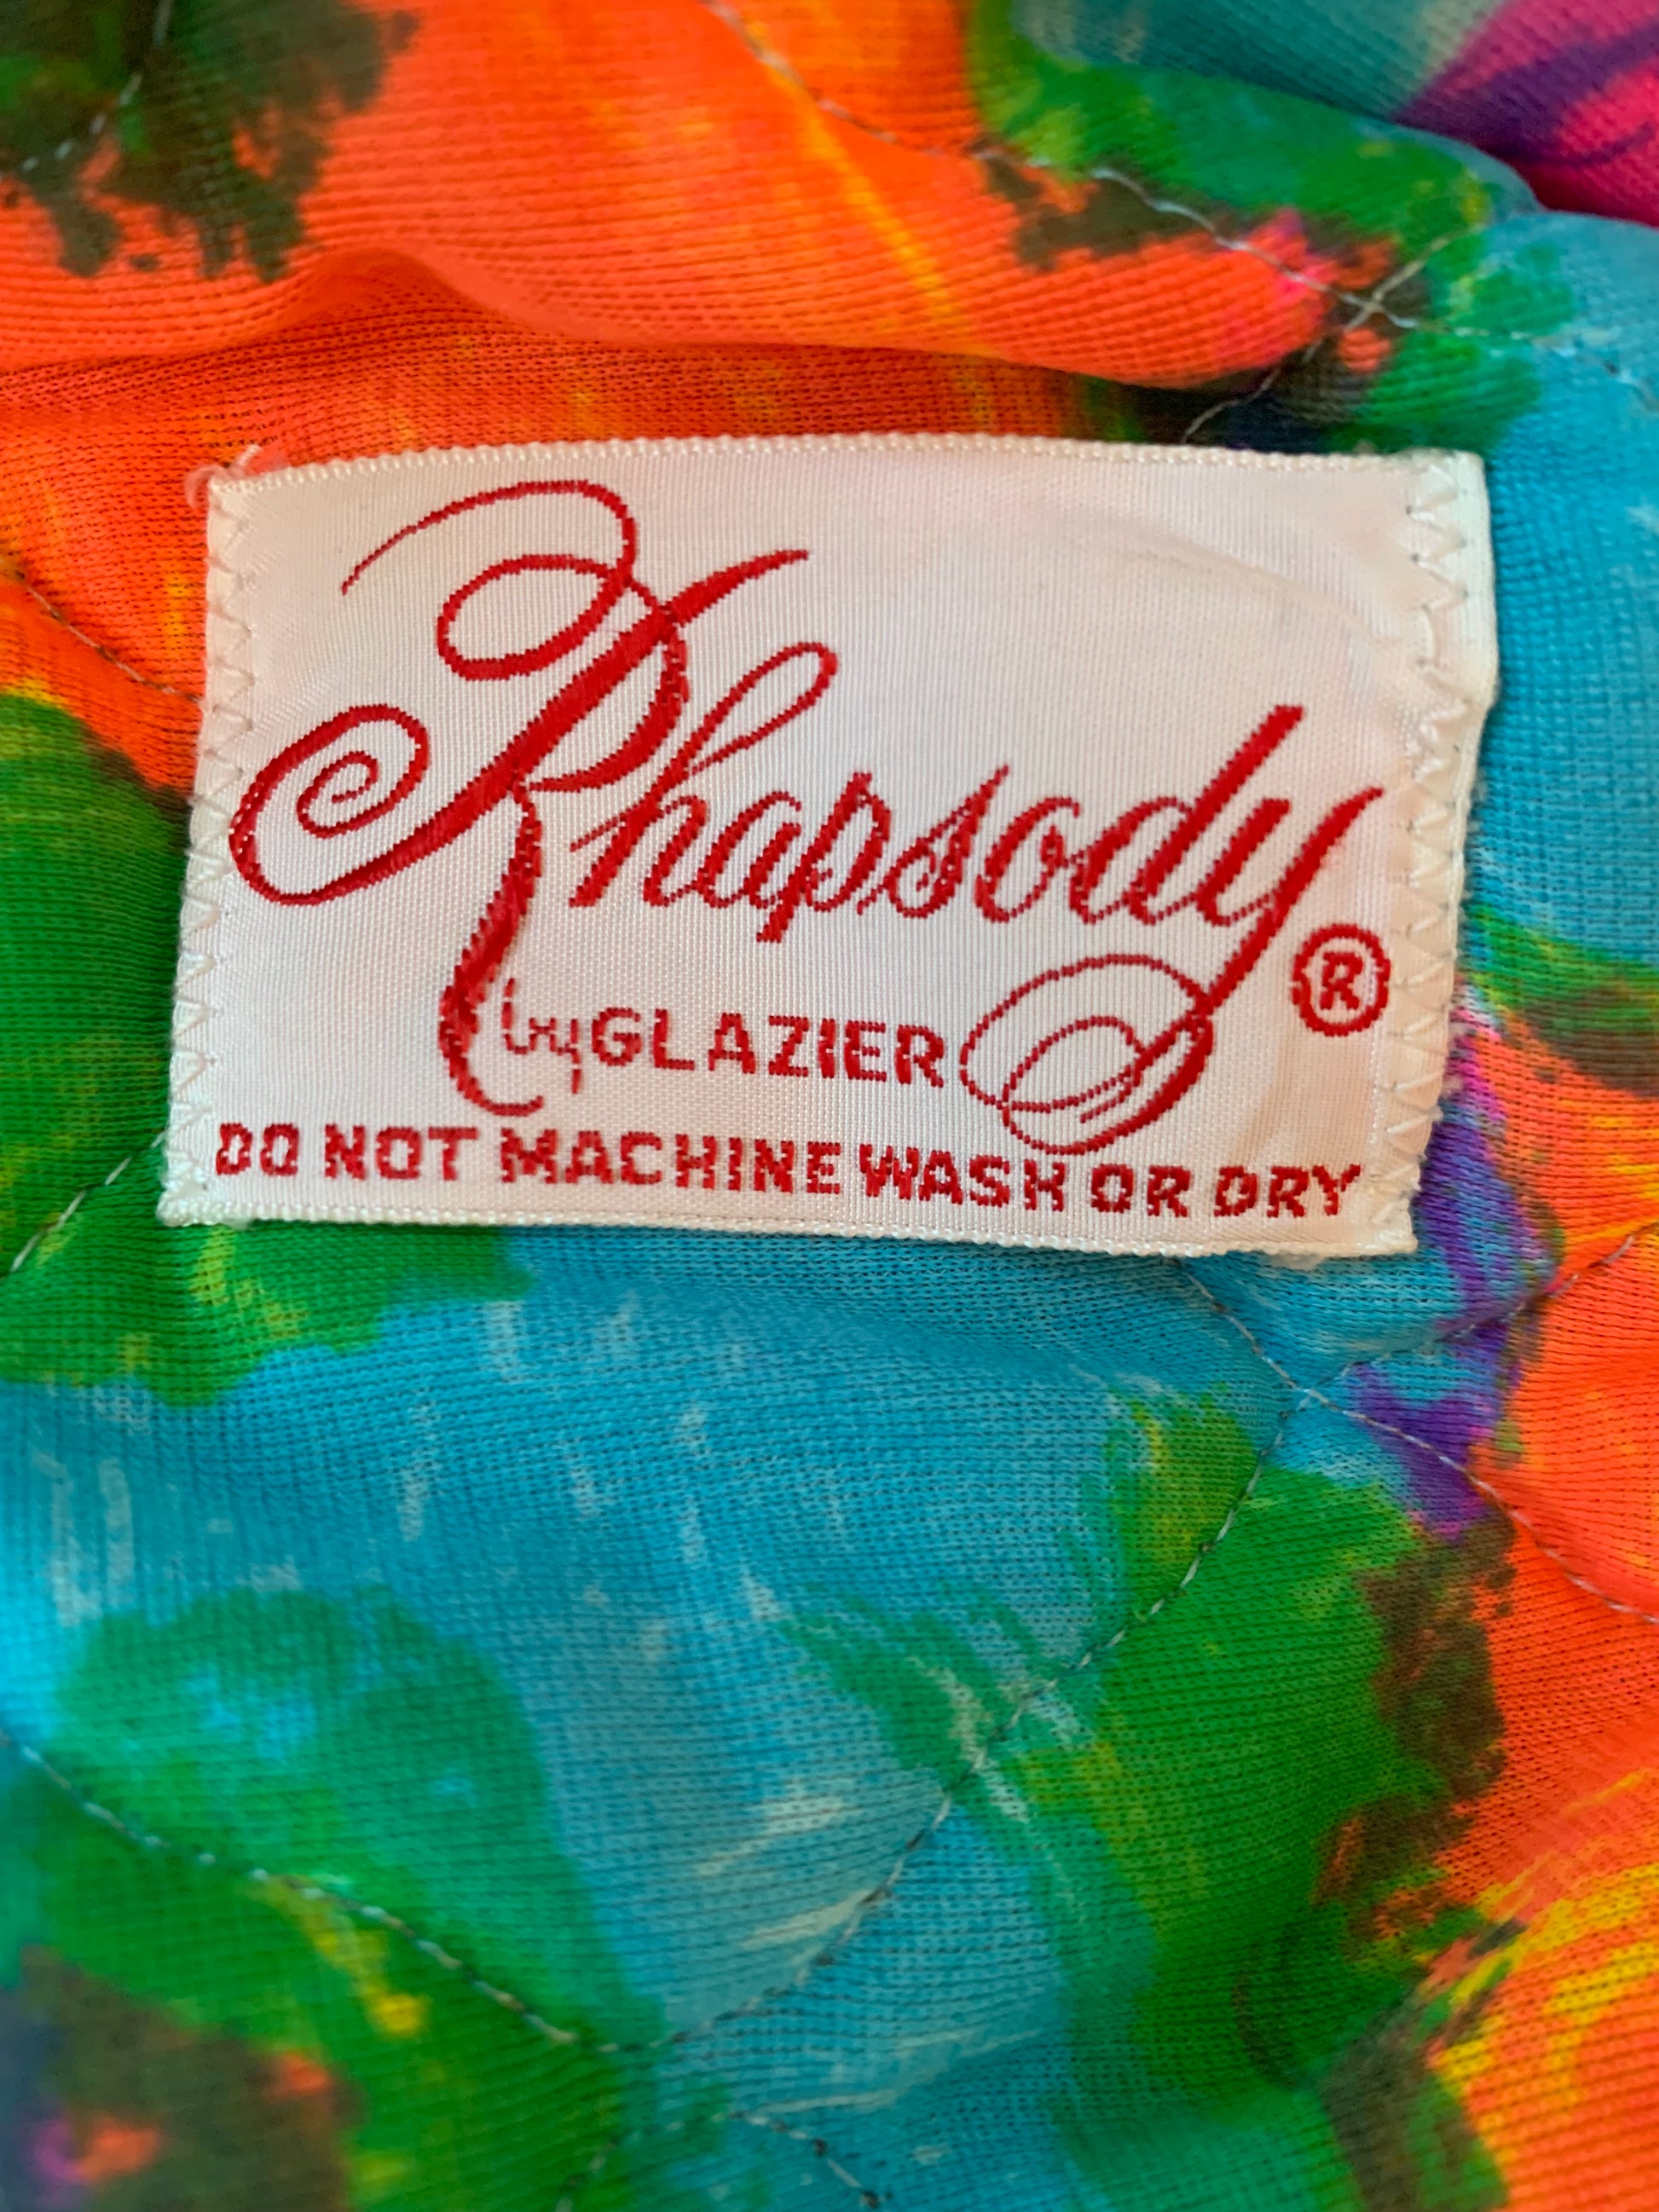 Rhapsody ®
by GLAZIER
DO NOT MACHINE WASH OR DRY